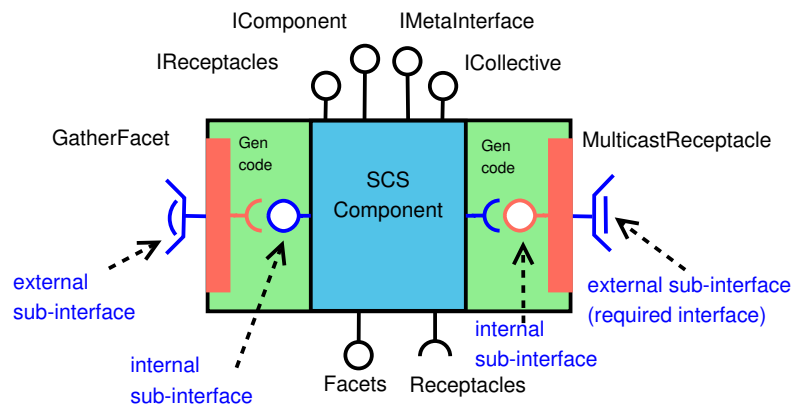 IComponent
IMetaInterface
IReceptacles
ICollective
GatherFacet
Gen
code
SCS
Component
Gen
code
MulticastReceptacle
external
sub-interface
internal
sub-interface
internal
sub-interface
external sub-interface
(required interface)
Facets
Receptacles